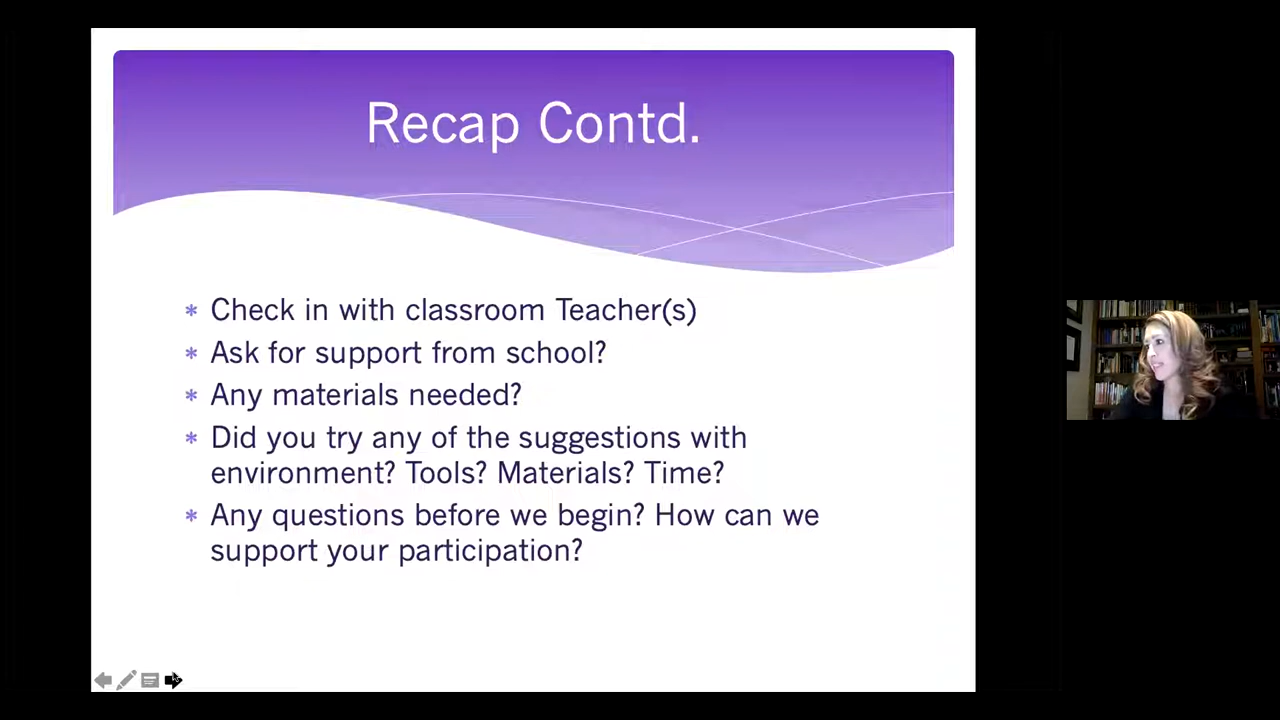 Recap Contd.
* Check in with classroom Teacher(s)
* Ask for support from school?
* Any materials needed?
* Did you try any of the suggestions with
environment? Tools? Materials? Time?
* Any questions before we begin? How can we
support your participation?